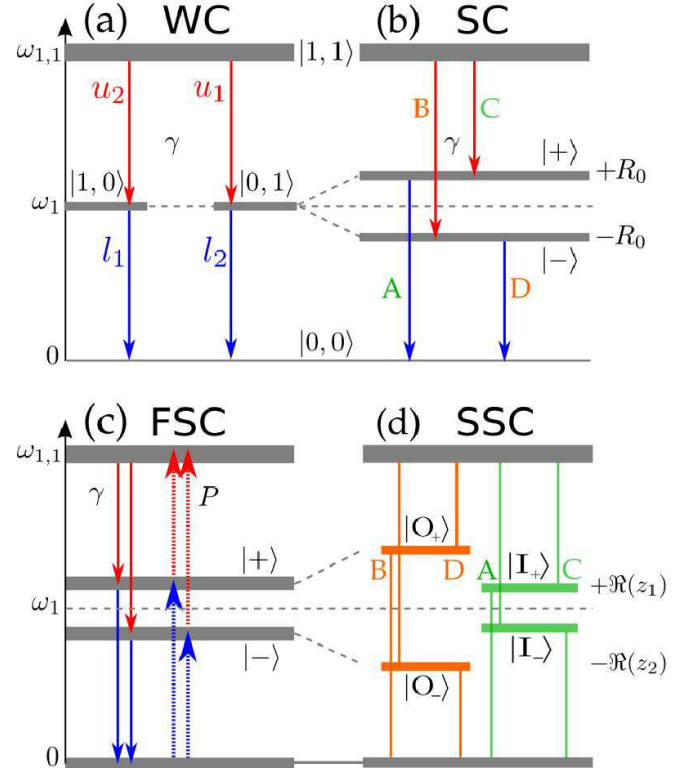 (a) WC
ω₁,₁
u₂
u₁
γ
|1, 0⟩
|0, 1⟩
ω₁
l₁
l₂
0
(b) SC
|1, 1⟩
B
C
γ
|+⟩
+R₀
−R₀
|−⟩
A
D
|0, 0⟩
(c) FSC
ω₁,₁
γ
P
|+⟩
ω₁
|−⟩
0
(d) SSC
|O₊⟩
B
D
A
|I₊⟩
C
+ℜ(z₁)
|I₋⟩
−ℜ(z₂)
|O₋⟩